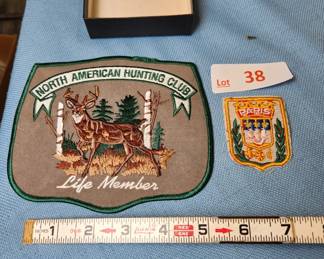 Lot 38
NORTH AMERICAN HUNTING CLUB
PARIS
Life Member
1 2 3 4 5 6 7